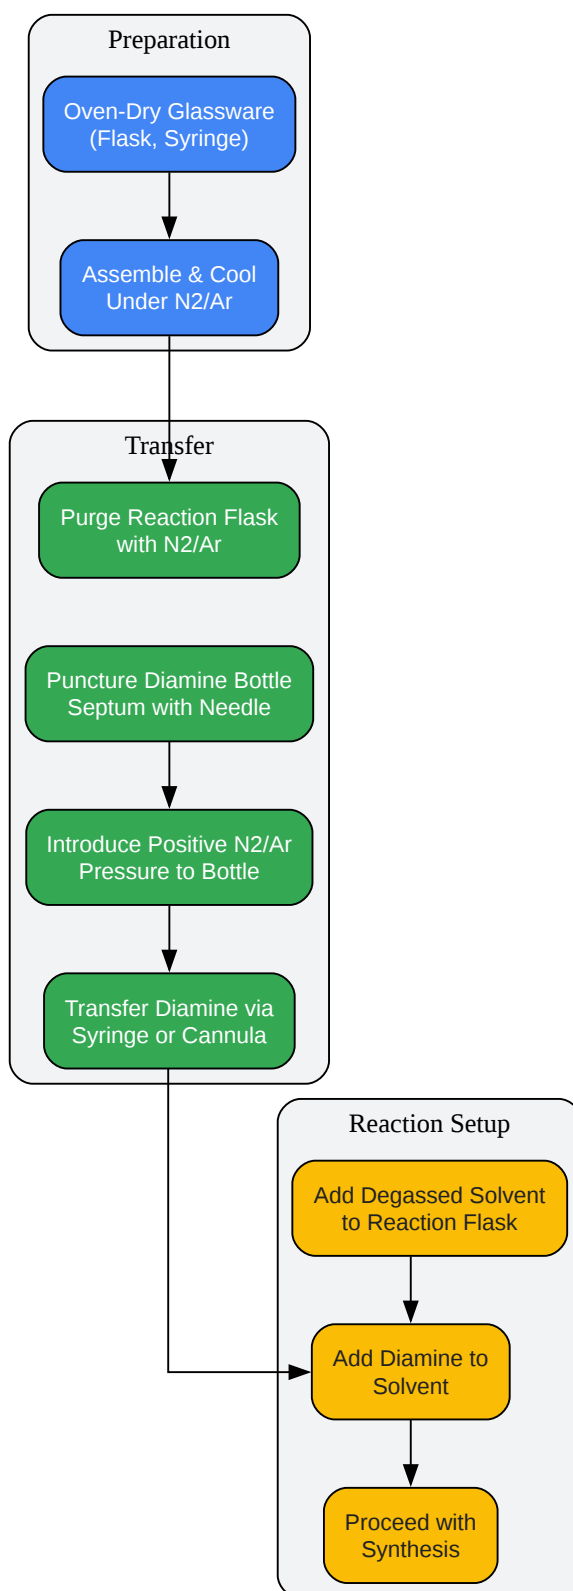 Preparation
Oven-Dry Glassware
(Flask, Syringe)
Assemble & Cool
Under N2/Ar
Transfer
Purge Reaction Flask
with N2/Ar
Puncture Diamine Bottle
Septum with Needle
Introduce Positive N2/Ar
Pressure to Bottle
Transfer Diamine via
Syringe or Cannula
Reaction Setup
Add Degassed Solvent
to Reaction Flask
Add Diamine to
Solvent
Proceed with
Synthesis